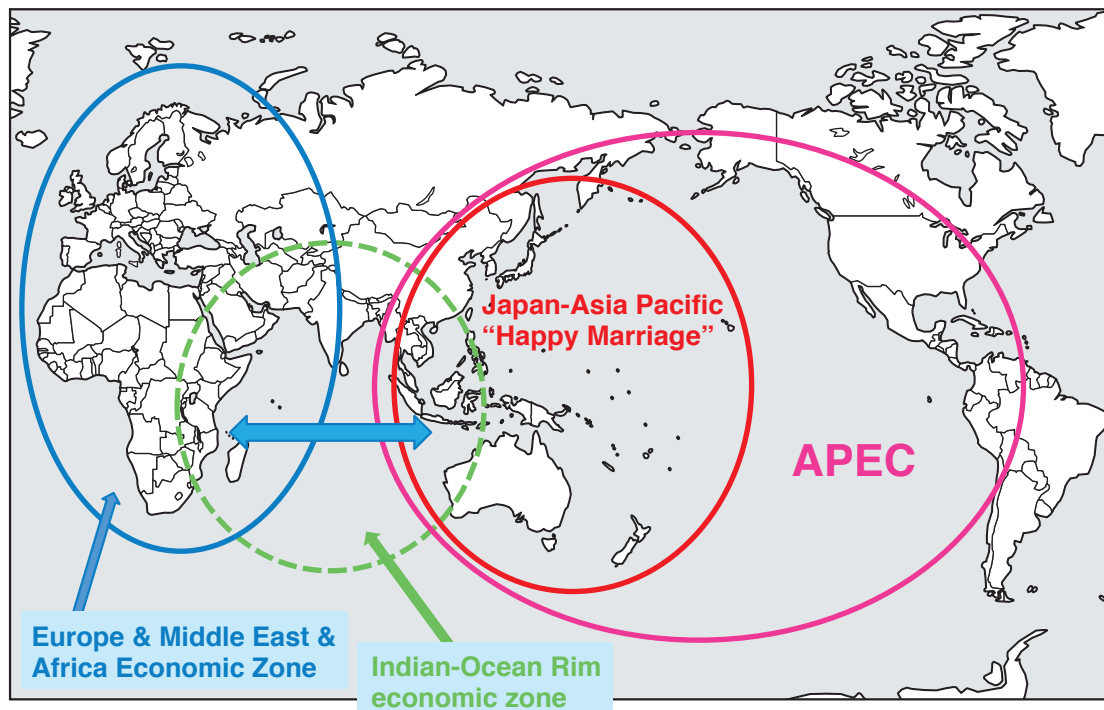 Japan-Asia Pacific
“Happy Marriage”
APEC
Europe & Middle East &
Africa Economic Zone
Indian-Ocean Rim
economic zone